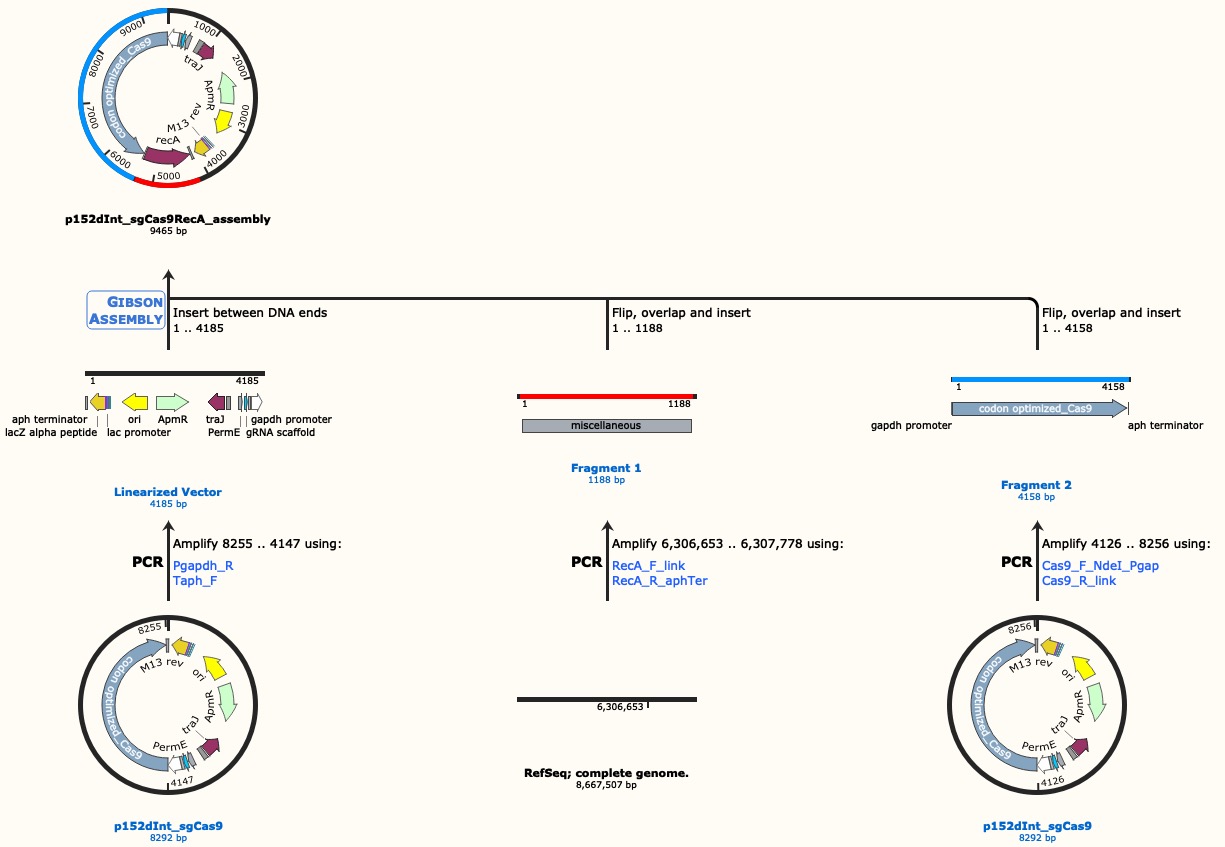 9000
1000
2000
3000
4000
5000
6000
7000
8000
traJ
ApmR
M13 rev
recA
codon optimized_Cas9
p152dInt_sgCas9RecA_assembly
9465 bp
GIBSON
ASSEMBLY
Insert between DNA ends
1 .. 4185
Flip, overlap and insert
1 .. 1188
Flip, overlap and insert
1 .. 4158
1
4185
aph terminator
ori
ApmR
traJ
gapdh promoter
lacZ alpha peptide
lac promoter
PermE
gRNA scaffold
1
1188
miscellaneous
1
4158
codon optimized_Cas9
gapdh promoter
aph terminator
Linearized Vector
4185 bp
Fragment 1
1188 bp
Fragment 2
4158 bp
PCR
Amplify 8255 .. 4147 using:
Pgapdh_R
Taph_F
PCR
Amplify 6,306,653 .. 6,307,778 using:
RecA_F_link
RecA_R_aphTer
PCR
Amplify 4126 .. 8256 using:
Cas9_F_NdeI_Pgap
Cas9_R_link
8255
M13 rev
ori
ApmR
traJ
PermE
codon optimized_Cas9
4147
p152dInt_sgCas9
8292 bp
6,306,653
RefSeq; complete genome.
8,667,507 bp
8256
M13 rev
ori
ApmR
traJ
PermE
codon optimized_Cas9
4126
p152dInt_sgCas9
8292 bp